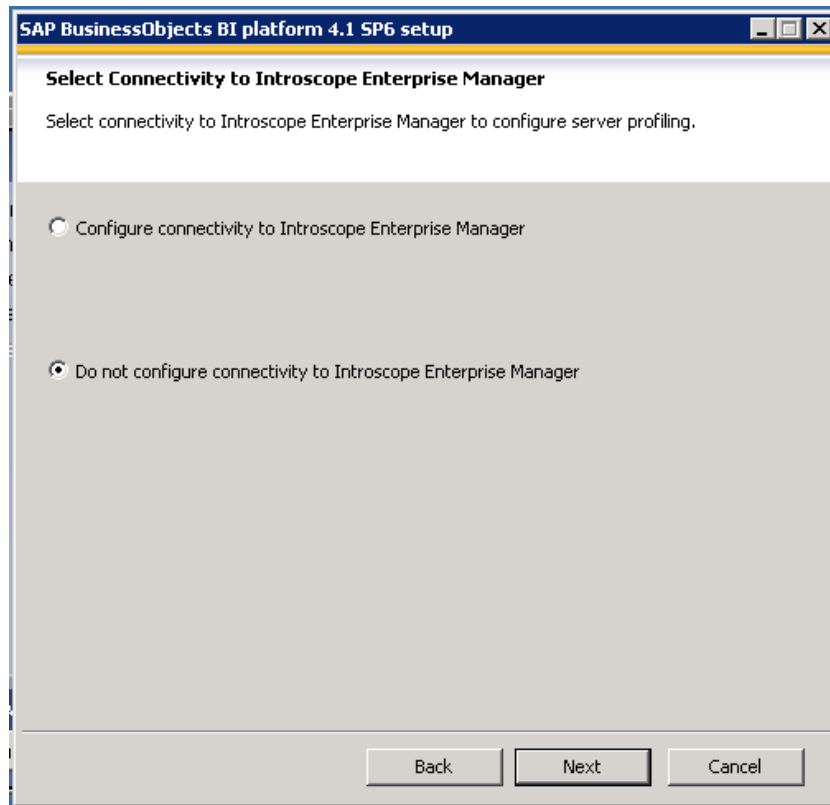 SAP BusinessObjects BI platform 4.1 SP6 setup
Select Connectivity to Introscope Enterprise Manager
Select connectivity to Introscope Enterprise Manager to configure server profiling.
Configure connectivity to Introscope Enterprise Manager
Do not configure connectivity to Introscope Enterprise Manager
Back Next Cancel